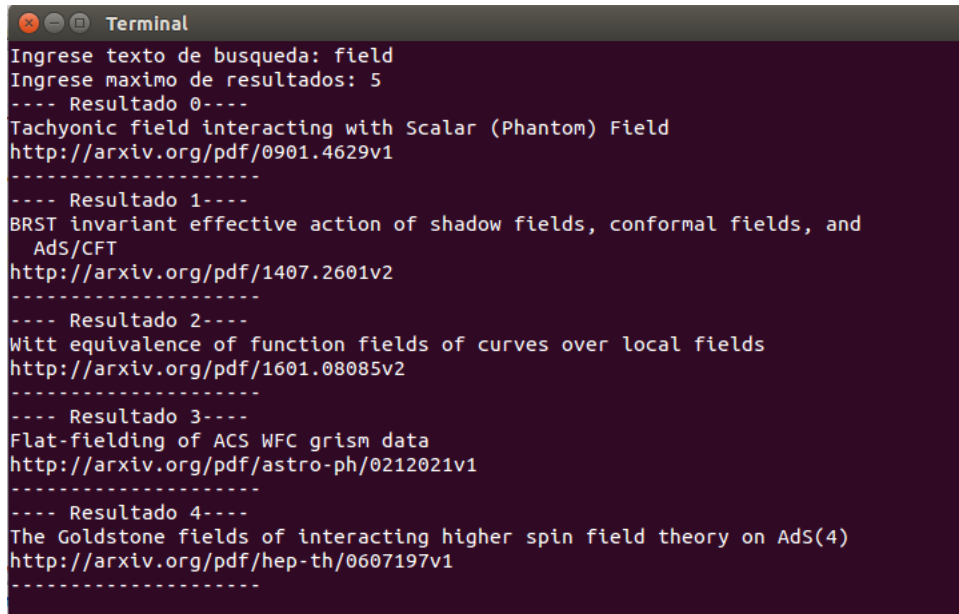 Terminal
Ingrese texto de busqueda: field
Ingrese maximo de resultados: 5
---- Resultado 0----
Tachyonic field interacting with Scalar (Phantom) Field
http://arxiv.org/pdf/0901.4629v1
---------------------
---- Resultado 1----
BRST invariant effective action of shadow fields, conformal fields, and
  AdS/CFT
http://arxiv.org/pdf/1407.2601v2
---------------------
---- Resultado 2----
Witt equivalence of function fields of curves over local fields
http://arxiv.org/pdf/1601.08085v2
---------------------
---- Resultado 3----
Flat-fielding of ACS WFC grism data
http://arxiv.org/pdf/astro-ph/0212021v1
---------------------
---- Resultado 4----
The Goldstone fields of interacting higher spin field theory on AdS(4)
http://arxiv.org/pdf/hep-th/0607197v1
---------------------